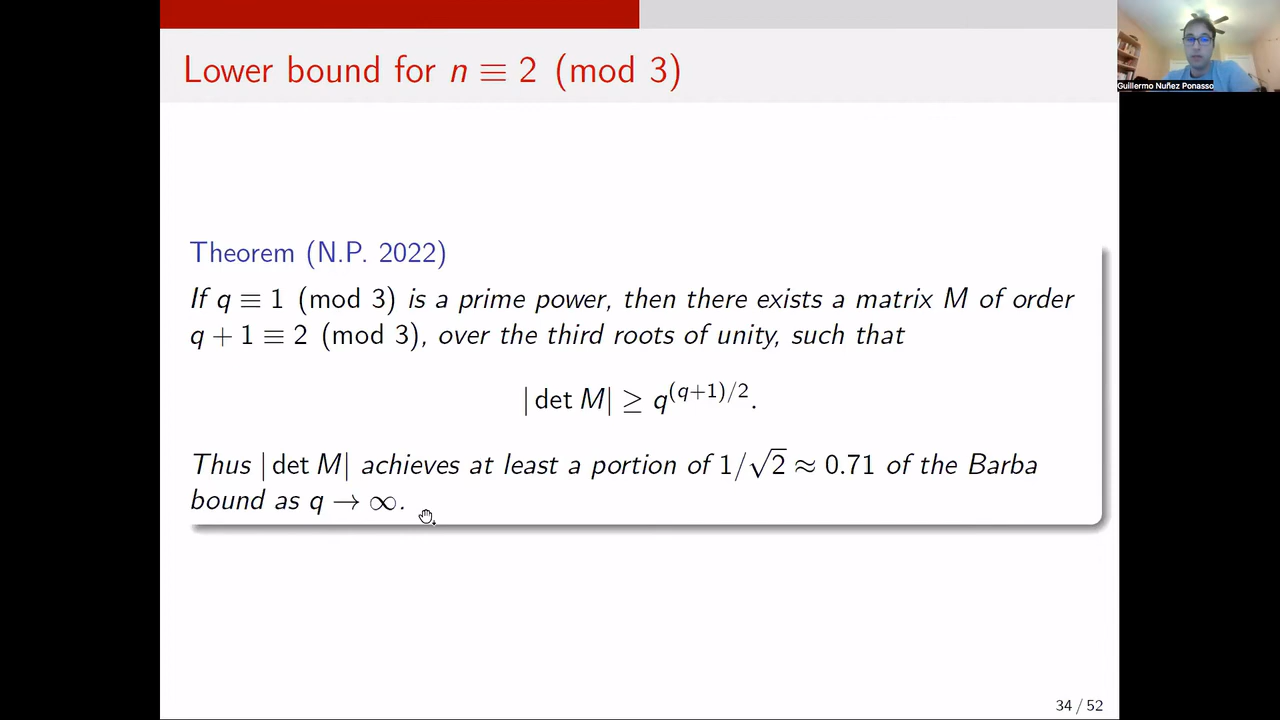 Lower bound for n ≡ 2 (mod 3)
Guillermo Nuñez Ponasso
Theorem (N.P. 2022)
If q ≡ 1 (mod 3) is a prime power, then there exists a matrix M of order
q + 1 ≡ 2 (mod 3), over the third roots of unity, such that
|det M| ≥ q^{(q+1)/2}.
Thus |det M| achieves at least a portion of 1/√2 ≈ 0.71 of the Barba
bound as q → ∞.
34 / 52